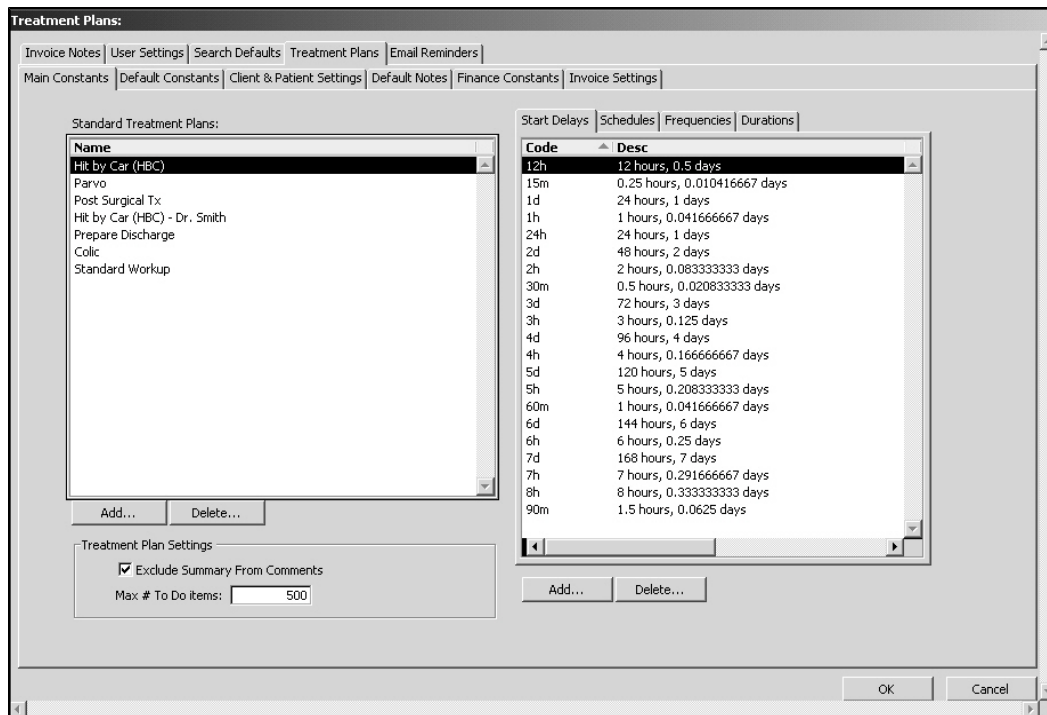 Treatment Plans:
Invoice Notes User Settings Search Defaults Treatment Plans Email Reminders
Main Constants Default Constants Client & Patient Settings Default Notes Finance Constants Invoice Settings
Standard Treatment Plans:
Name
Hit by Car (HBC)
Parvo
Post Surgical Tx
Hit by Car (HBC) - Dr. Smith
Prepare Discharge
Colic
Standard Workup
Add... Delete...
Treatment Plan Settings
Exclude Summary From Comments
Max # To Do items: 500
Start Delays Schedules Frequencies Durations
Code Desc
12h 12 hours, 0.5 days
15m 0.25 hours, 0.010416667 days
1d 24 hours, 1 days
1h 1 hours, 0.041666667 days
24h 24 hours, 1 days
2d 48 hours, 2 days
2h 2 hours, 0.083333333 days
30m 0.5 hours, 0.020833333 days
3d 72 hours, 3 days
3h 3 hours, 0.125 days
4d 96 hours, 4 days
4h 4 hours, 0.166666667 days
5d 120 hours, 5 days
5h 5 hours, 0.208333333 days
60m 1 hours, 0.041666667 days
6d 144 hours, 6 days
6h 6 hours, 0.25 days
7d 168 hours, 7 days
7h 7 hours, 0.291666667 days
8h 8 hours, 0.333333333 days
90m 1.5 hours, 0.0625 days
Add... Delete...
OK Cancel